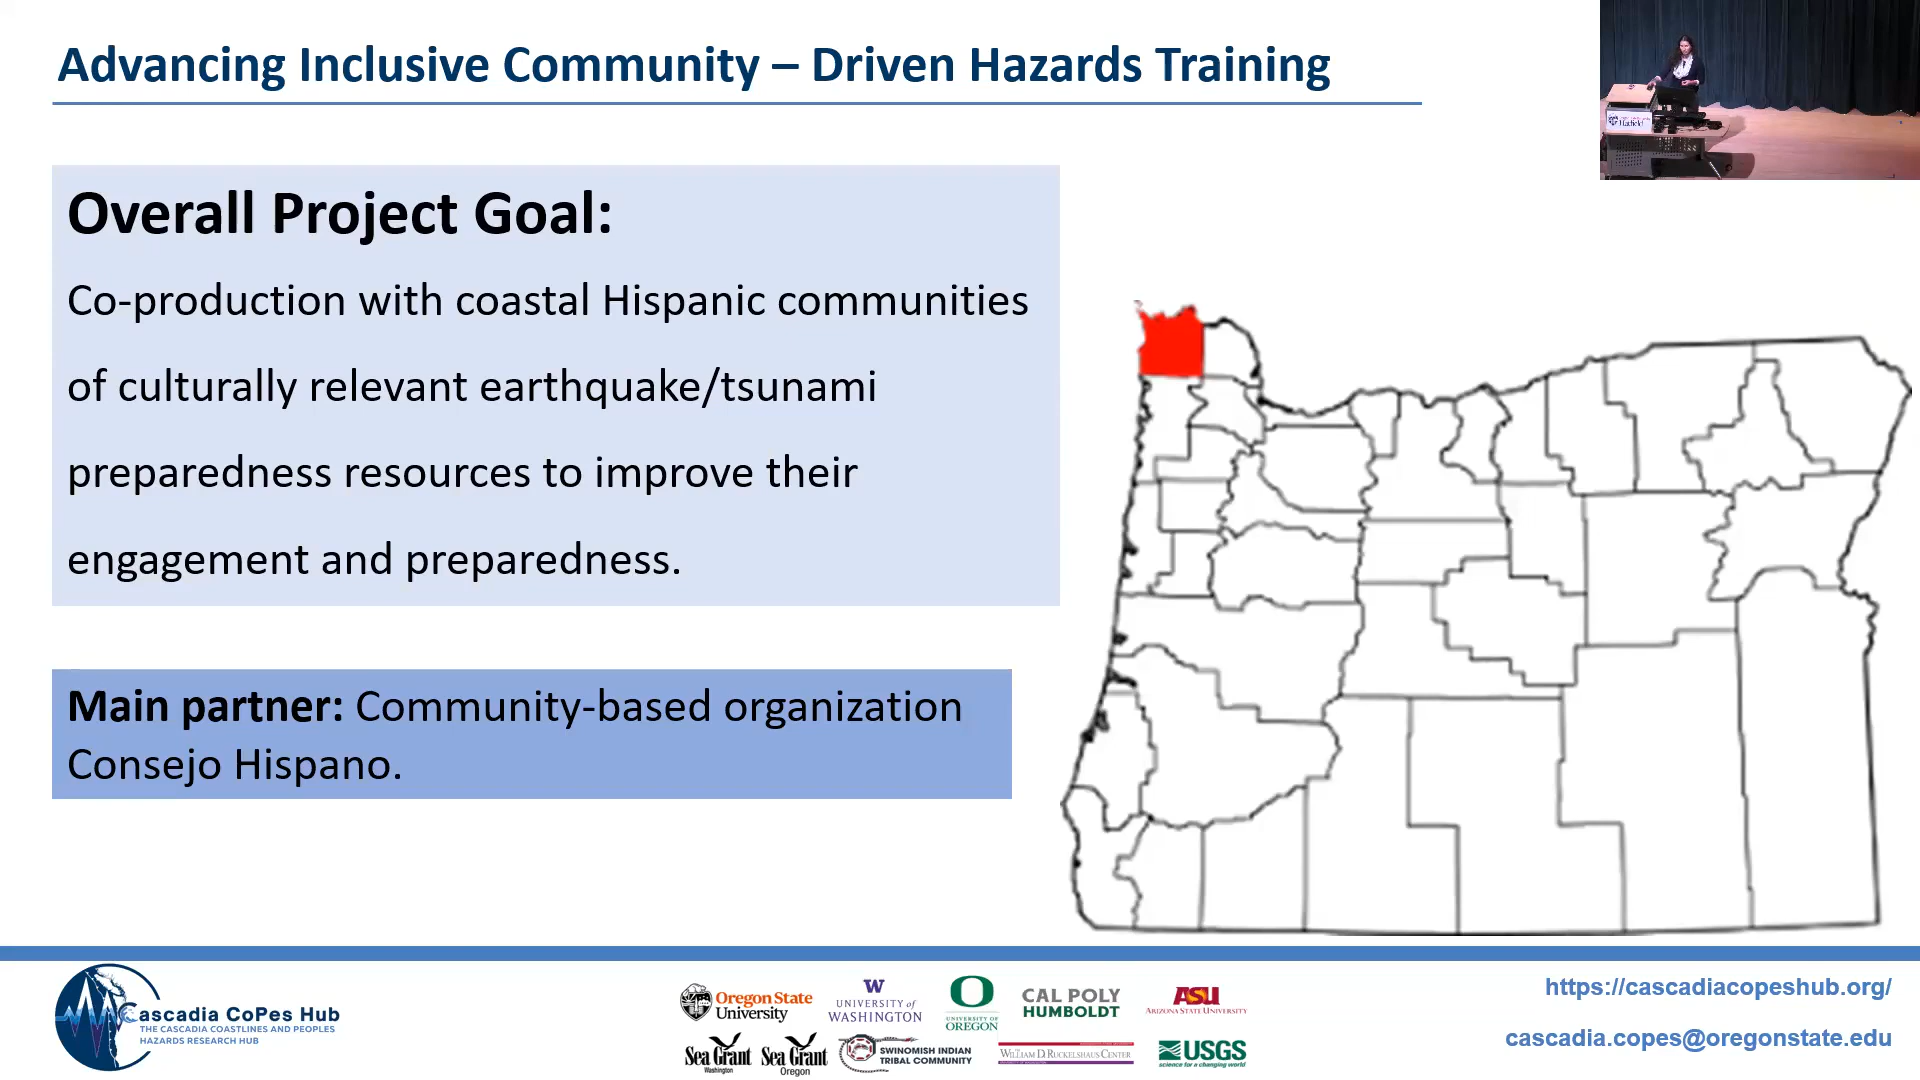 Advancing Inclusive Community – Driven Hazards Training
Overall Project Goal:
Co-production with coastal Hispanic communities
of culturally relevant earthquake/tsunami
preparedness resources to improve their
engagement and preparedness.
Main partner: Community-based organization
Consejo Hispano.
Hatfield
Cascadia CoPes Hub
THE CASCADIA COASTLINES AND PEOPLES
HAZARDS RESEARCH HUB
Oregon State
University
W
UNIVERSITY of
WASHINGTON
O
UNIVERSITY OF
OREGON
CAL POLY
HUMBOLDT
ASU
ARIZONA STATE UNIVERSITY
Sea Grant
Washington
Sea Grant
Oregon
SWINOMISH INDIAN
TRIBAL COMMUNITY
WILLIAM D. RUCKELSHAUS CENTER
USGS
science for a changing world
https://cascadiacopeshub.org/
cascadia.copes@oregonstate.edu